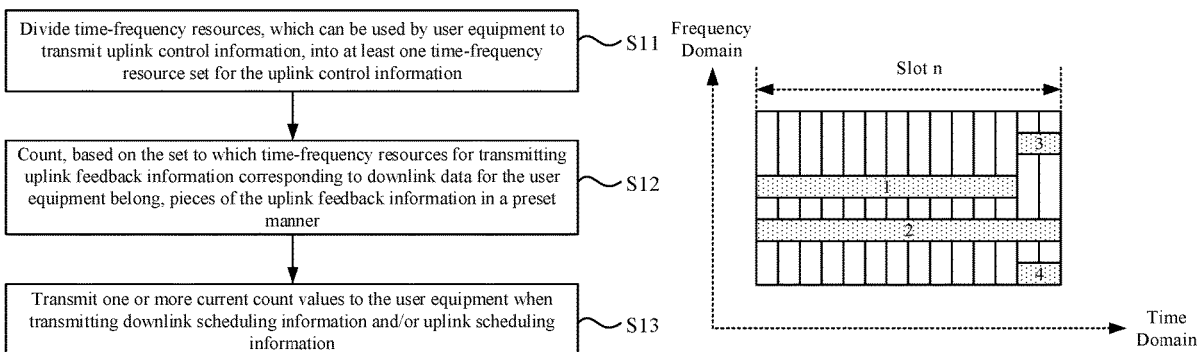 Divide time-frequency resources, which can be used by user equipment to
transmit uplink control information, into at least one time-frequency
resource set for the uplink control information
S11
Count, based on the set to which time-frequency resources for transmitting
uplink feedback information corresponding to downlink data for the user
equipment belong, pieces of the uplink feedback information in a preset
manner
S12
Transmit one or more current count values to the user equipment when
transmitting downlink scheduling information and/or uplink scheduling
information
S13
Frequency
Domain
Slot n
3
1
2
4
Time
Domain